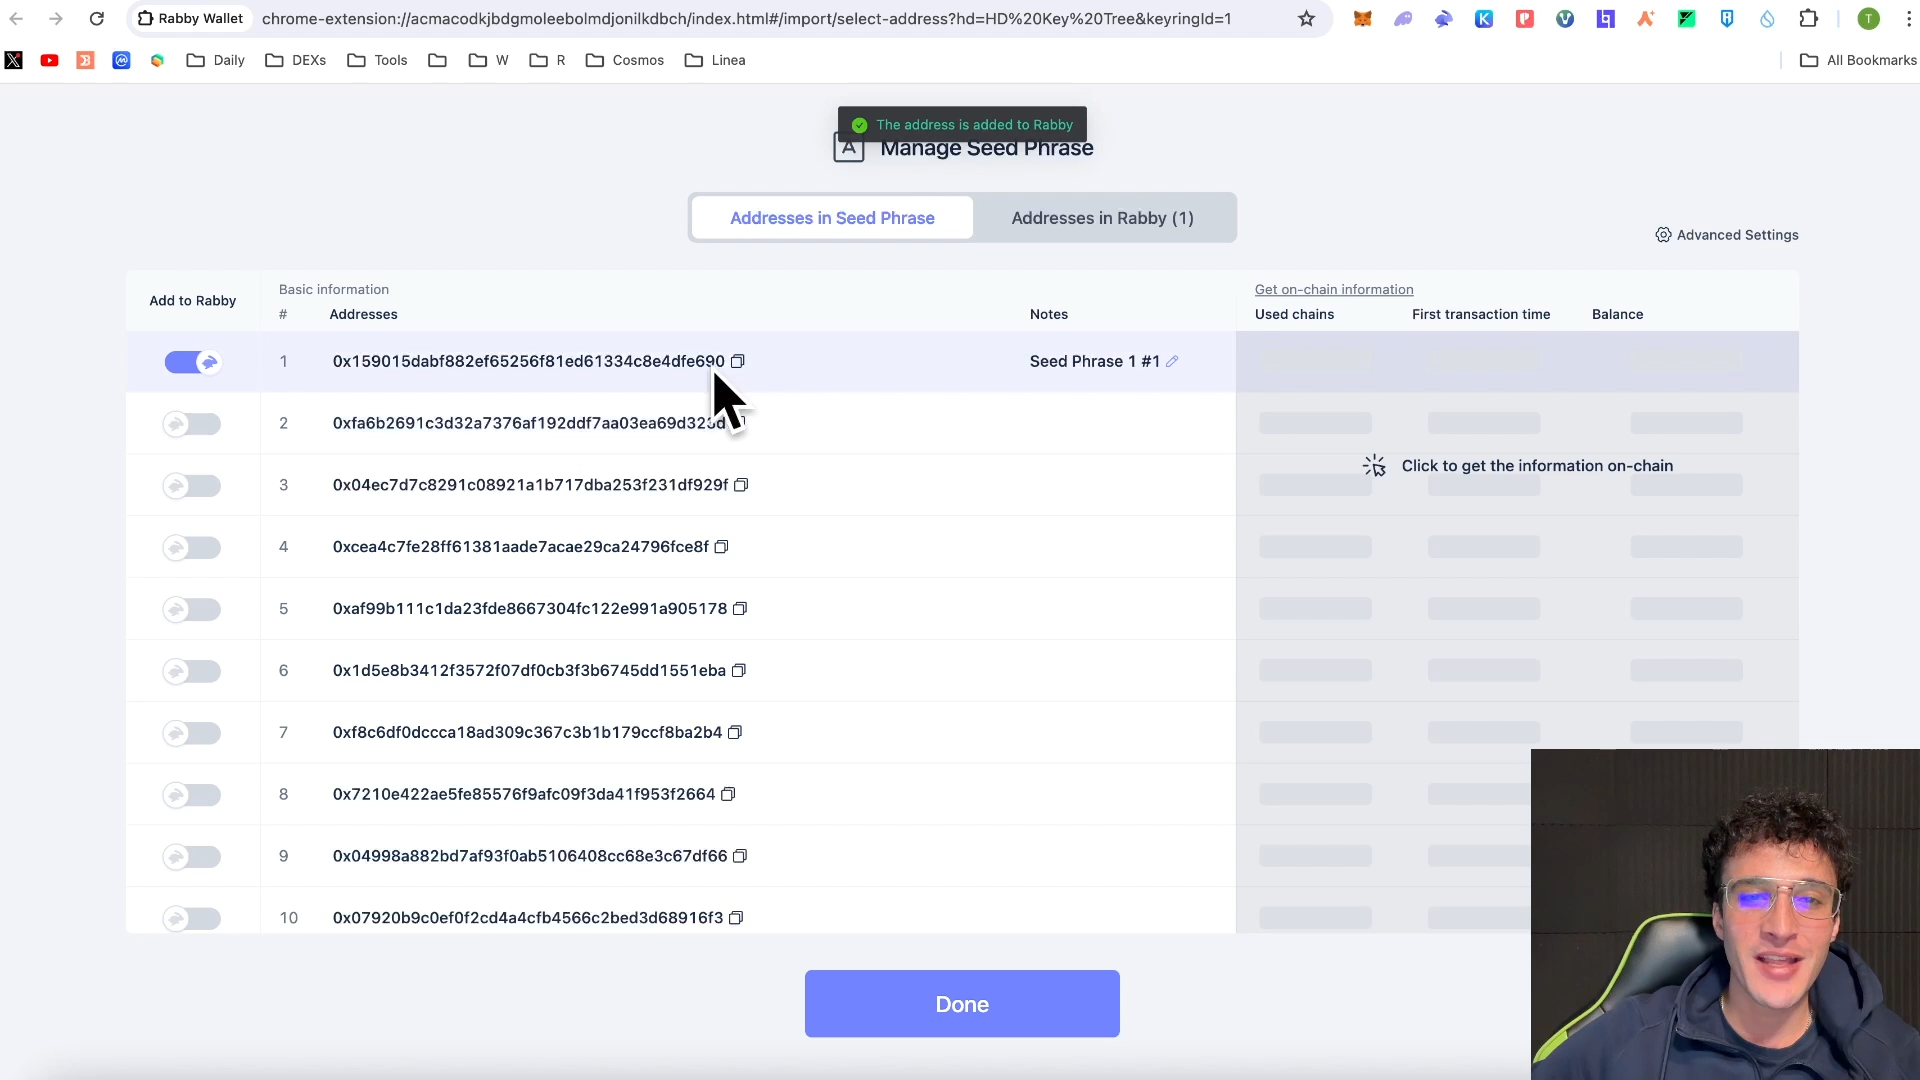 Rabby Wallet
chrome-extension://acmacodkjbdgmoleebolmdjonilkdbch/index.html#/import/select-address?hd=HD%20Key%20Tree&keyringId=1
T
Daily
DEXs
Tools
W
R
Cosmos
Linea
All Bookmarks
The address is added to Rabby
Manage Seed Phrase
Addresses in Seed Phrase
Addresses in Rabby (1)
Advanced Settings
Add to Rabby
Basic information
Get on-chain information
# Addresses Notes Used chains First transaction time Balance
1 0x159015dabf882ef65256f81ed61334c8e4dfe690 Seed Phrase 1 #1
2
3 0x04ec7d7c8291c08921a1b717dba253f231df929f
Click to get the information on-chain
4 0xcea4c7fe28ff61381aade7acae29ca24796fce8f
5 0xaf99b111c1da23fde8667304fc122e991a905178
6 0x1d5e8b3412f3572f07df0cb3f3b6745dd1551eba
7 0xf8c6df0dccca18ad309c367c3b1b179ccf8ba2b4
8 0x7210e422ae5fe85576f9afc09f3da41f953f2664
9 0x04998a882bd7af93f0ab5106408cc68e3c67df66
10 0x07920b9c0ef0f2cd4a4cfb4566c2bed3d68916f3
Done